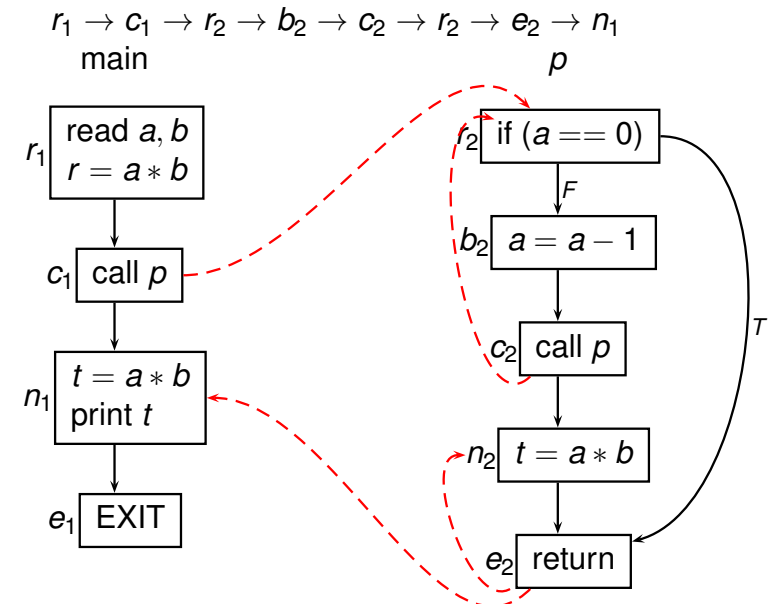 r₁ → c₁ → r₂ → b₂ → c₂ → r₂ → e₂ → n₁
main
p
r₁
read a, b
r = a ∗ b
c₁
call p
n₁
t = a ∗ b
print t
e₁
EXIT
r₂
if (a == 0)
F
T
b₂
a = a − 1
c₂
call p
n₂
t = a ∗ b
e₂
return